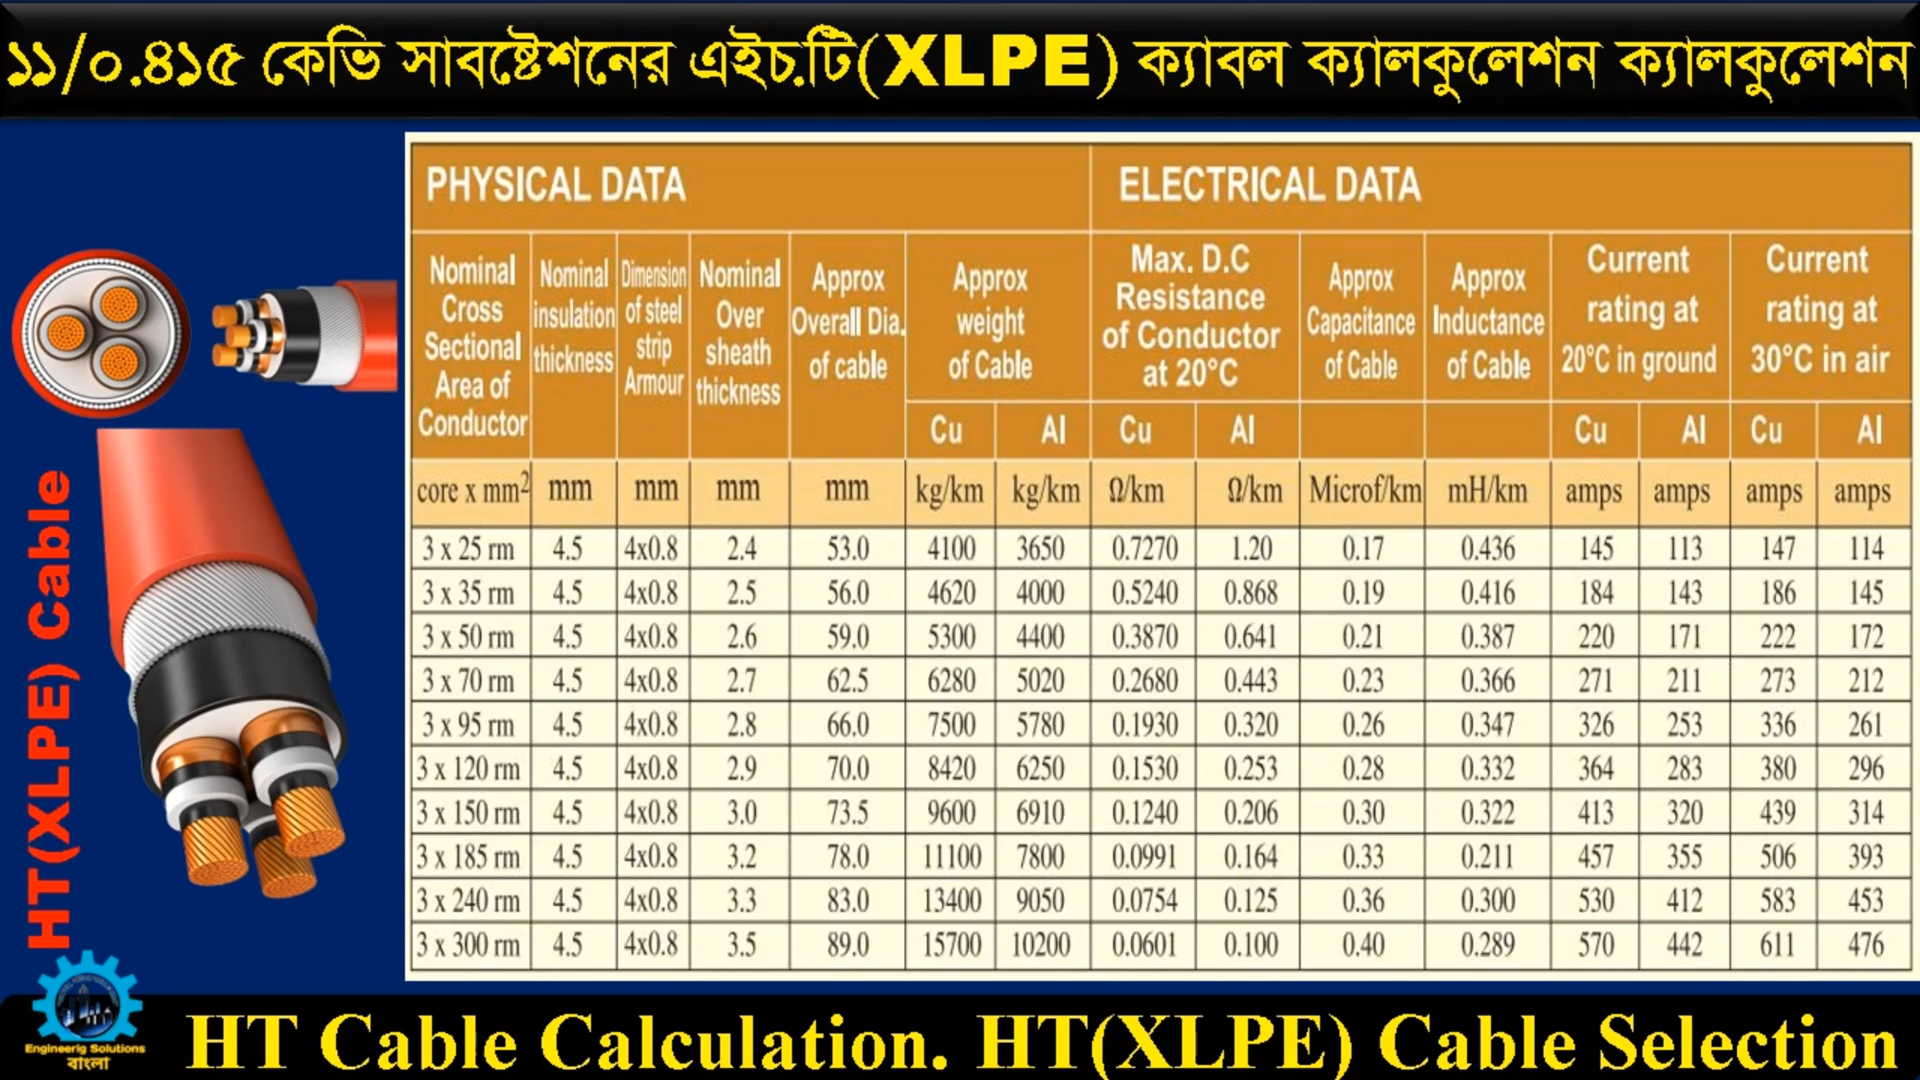 ১১/০.৪১৫ কেভি সাবষ্টেশনের এইচ.টি(XLPE) ক্যাবল ক্যালকুলেশন ক্যালকুলেশন
HT(XLPE) Cable
PHYSICAL DATA ELECTRICAL DATA
Nominal Cross Sectional Area of Conductor
Nominal insulation thickness
Dimension of steel strip Armour
Nominal Over sheath thickness
Approx Overall Dia. of cable
Approx weight of Cable
Max. D.C Resistance of Conductor at 20°C
Approx Capacitance of Cable
Approx Inductance of Cable
Current rating at 20°C in ground
Current rating at 30°C in air
Cu Al Cu Al Cu Al Cu Al
core x mm² mm mm mm mm kg/km kg/km Ω/km Ω/km Microf/km mH/km amps amps amps amps
3 x 25 rm 4.5 4x0.8 2.4 53.0 4100 3650 0.7270 1.20 0.17 0.436 145 113 147 114
3 x 35 rm 4.5 4x0.8 2.5 56.0 4620 4000 0.5240 0.868 0.19 0.416 184 143 186 145
3 x 50 rm 4.5 4x0.8 2.6 59.0 5300 4400 0.3870 0.641 0.21 0.387 220 171 222 172
3 x 70 rm 4.5 4x0.8 2.7 62.5 6280 5020 0.2680 0.443 0.23 0.366 271 211 273 212
3 x 95 rm 4.5 4x0.8 2.8 66.0 7500 5780 0.1930 0.320 0.26 0.347 326 253 336 261
3 x 120 rm 4.5 4x0.8 2.9 70.0 8420 6250 0.1530 0.253 0.28 0.332 364 283 380 296
3 x 150 rm 4.5 4x0.8 3.0 73.5 9600 6910 0.1240 0.206 0.30 0.322 413 320 439 314
3 x 185 rm 4.5 4x0.8 3.2 78.0 11100 7800 0.0991 0.164 0.33 0.211 457 355 506 393
3 x 240 rm 4.5 4x0.8 3.3 83.0 13400 9050 0.0754 0.125 0.36 0.300 530 412 583 453
3 x 300 rm 4.5 4x0.8 3.5 89.0 15700 10200 0.0601 0.100 0.40 0.289 570 442 611 476
Engineerig Solutions
বাংলা
HT Cable Calculation. HT(XLPE) Cable Selection